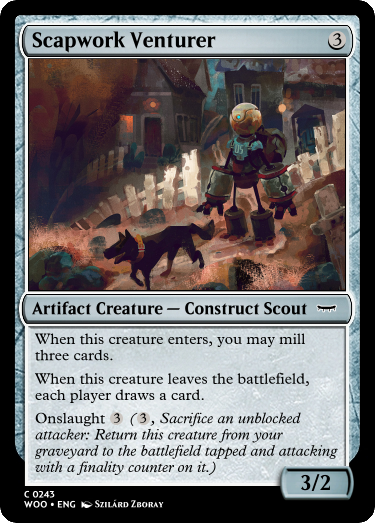 Scapwork Venturer 3
Artifact Creature — Construct Scout
When this creature enters, you may mill
three cards.
When this creature leaves the battlefield,
each player draws a card.
Onslaught 3 (3, Sacrifice an unblocked
attacker: Return this creature from your
graveyard to the battlefield tapped and attacking
with a finality counter on it.)
3/2
C 0243
WOO • ENG Szilárd Zboray